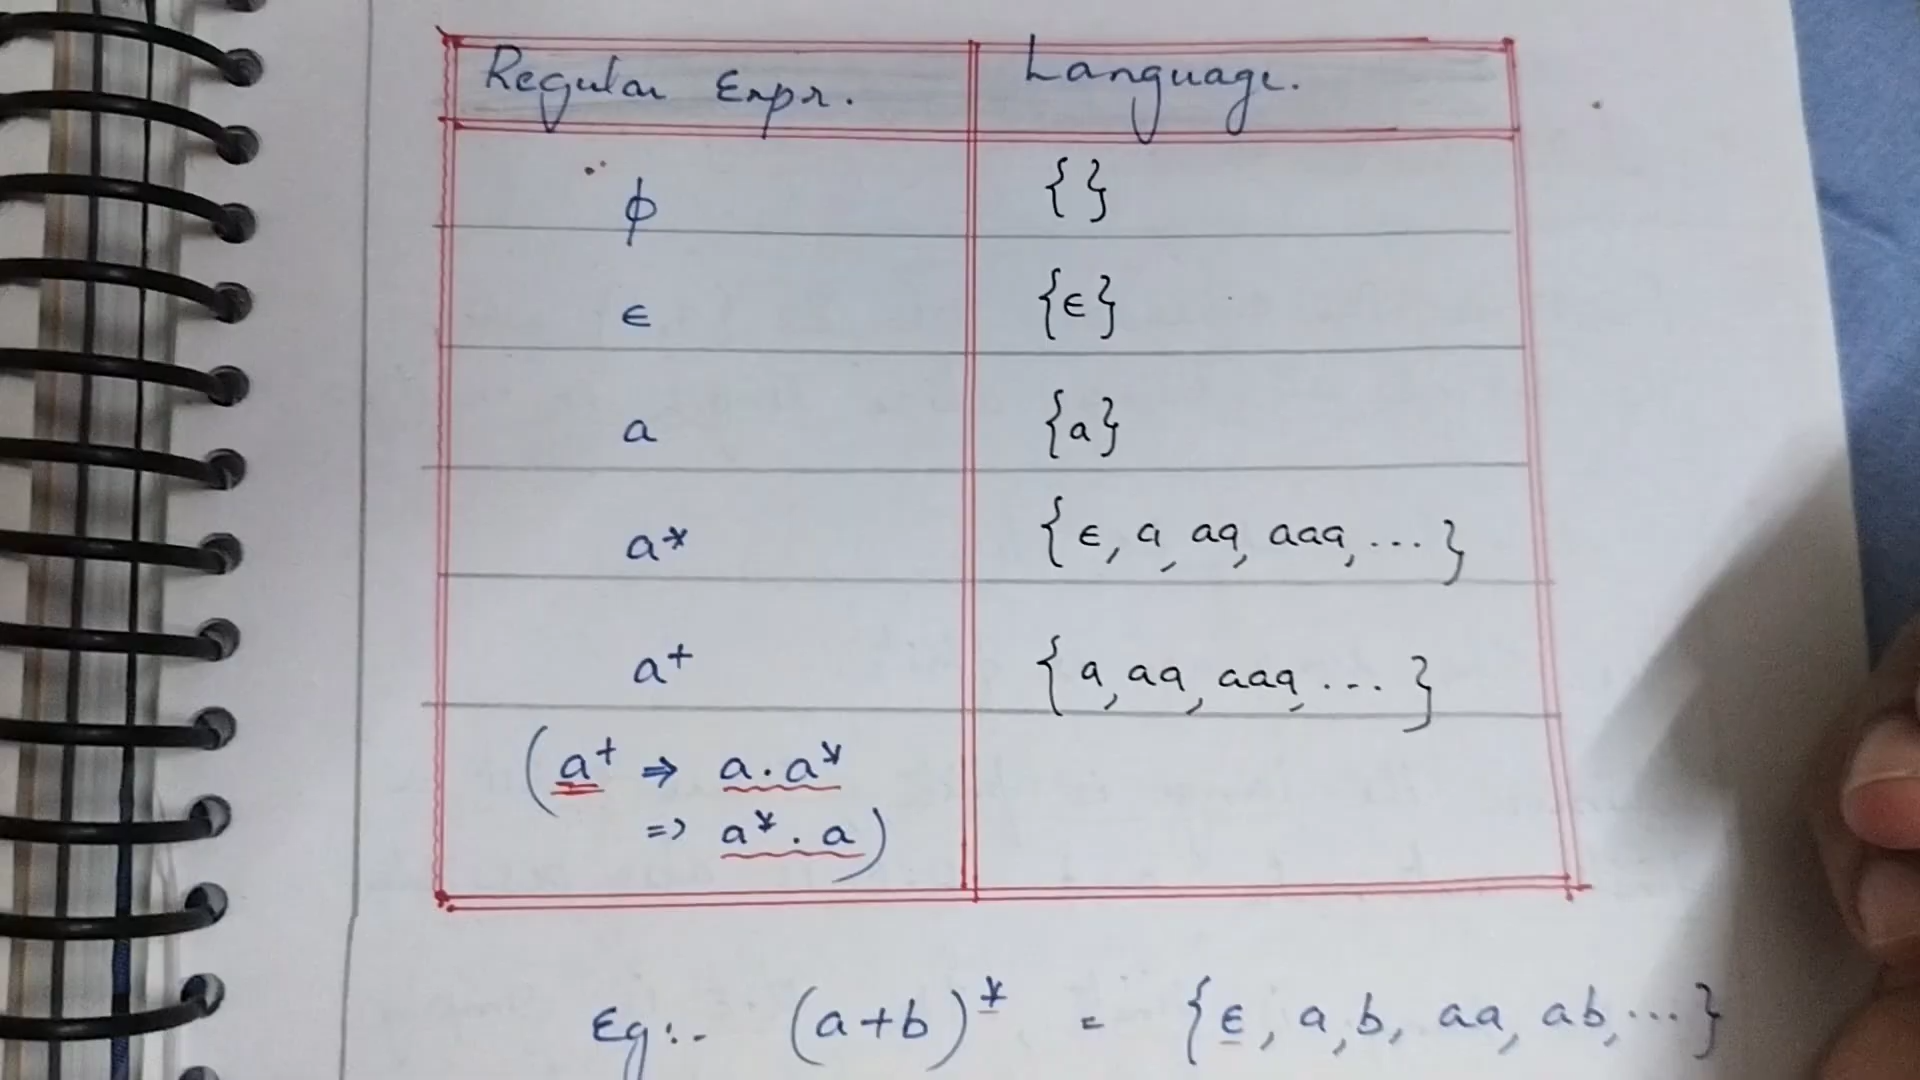 Regular Expr. Language.
ϕ {}
ϵ {ϵ}
a {a}
a* {ϵ, a, aa, aaa, ...}
a+ {a, aa, aaa, ... }
(a+ ⇒ a.a*
=> a*. a)
Eg:- (a+b)* = {ϵ, a, b, aa, ab, ...}